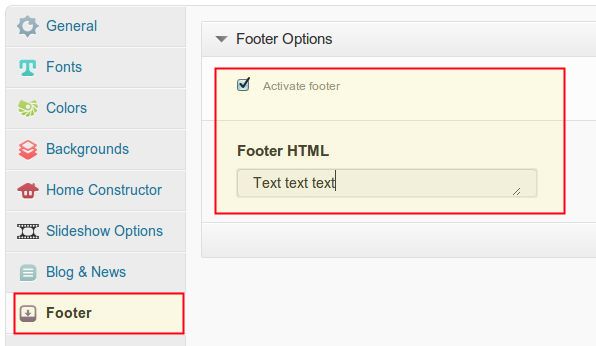 General
Fonts
Colors
Backgrounds
Home Constructor
Slideshow Options
Blog & News
Footer
Footer Options
Activate footer
Footer HTML
Text text text